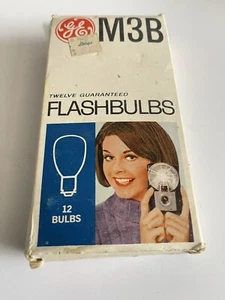 GE M3B
TWELVE GUARANTEED
FLASHBULBS
12
BULBS